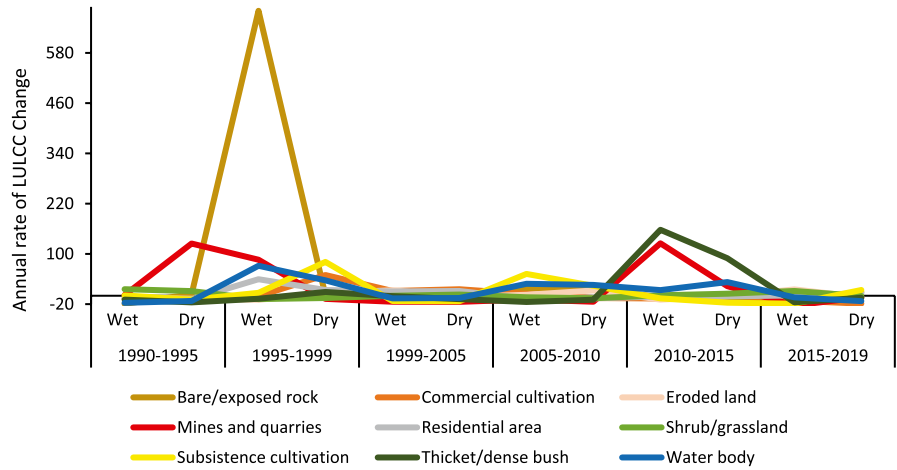 Annual rate of LULCC Change
580
460
340
220
100
-20
Wet Dry Wet Dry Wet Dry Wet Dry Wet Dry Wet Dry
1990-1995 1995-1999 1999-2005 2005-2010 2010-2015 2015-2019
Bare/exposed rock Commercial cultivation Eroded land
Mines and quarries Residential area Shrub/grassland
Subsistence cultivation Thicket/dense bush Water body